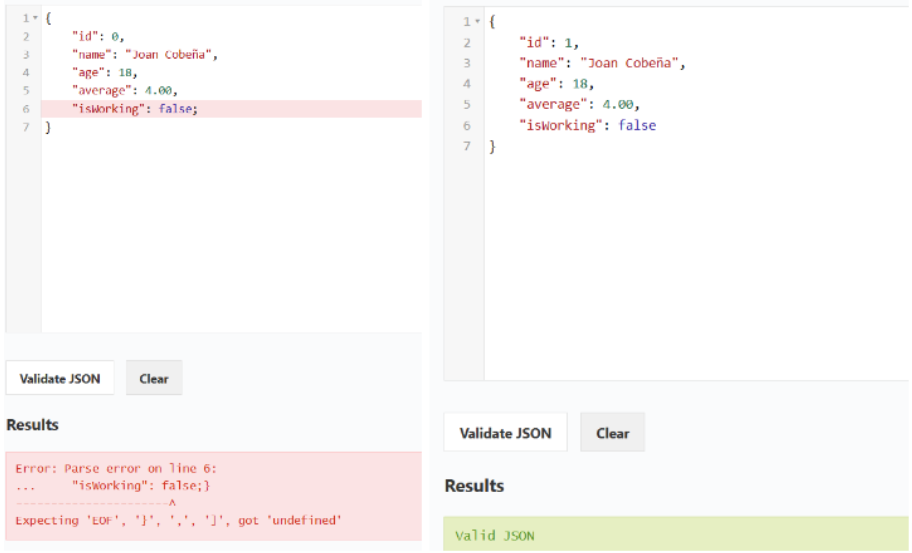 1 {
2 "id": 0,
3 "name": "Joan Cobeña",
4 "age": 18,
5 "average": 4.00,
6 "isWorking": false;
7 }
Validate JSON
Clear
Results
Error: Parse error on line 6:
... "isWorking": false;}
---------------------^
Expecting 'EOF', '}', ',', ']', got 'undefined'
1 {
2 "id": 1,
3 "name": "Joan Cobeña",
4 "age": 18,
5 "average": 4.00,
6 "isWorking": false
7 }
Validate JSON
Clear
Results
Valid JSON